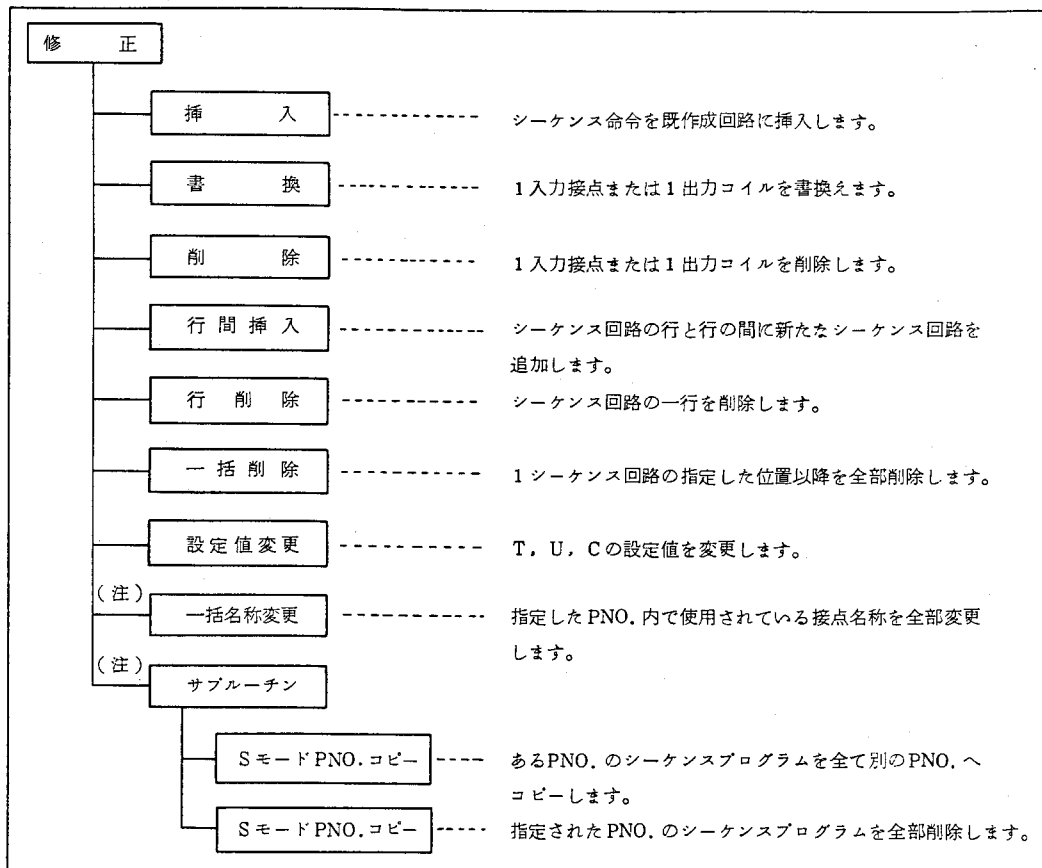 修正
挿入
シーケンス命令を既作成回路に挿入します。
書換
1入力接点または1出力コイルを書換えます。
削除
1入力接点または1出力コイルを削除します。
行間挿入
シーケンス回路の行と行の間に新たなシーケンス回路を
追加します。
行削除
シーケンス回路の一行を削除します。
一括削除
1シーケンス回路の指定した位置以降を全部削除します。
設定値変更
T，U，Cの設定値を変更します。
(注)
一括名称変更
指定したPNO.内で使用されている接点名称を全部変更
します。
(注)
サブルーチン
SモードPNO.コピー
あるPNO.のシーケンスプログラムを全て別のPNO.へ
コピーします。
SモードPNO.コピー
指定されたPNO.のシーケンスプログラムを全部削除します。